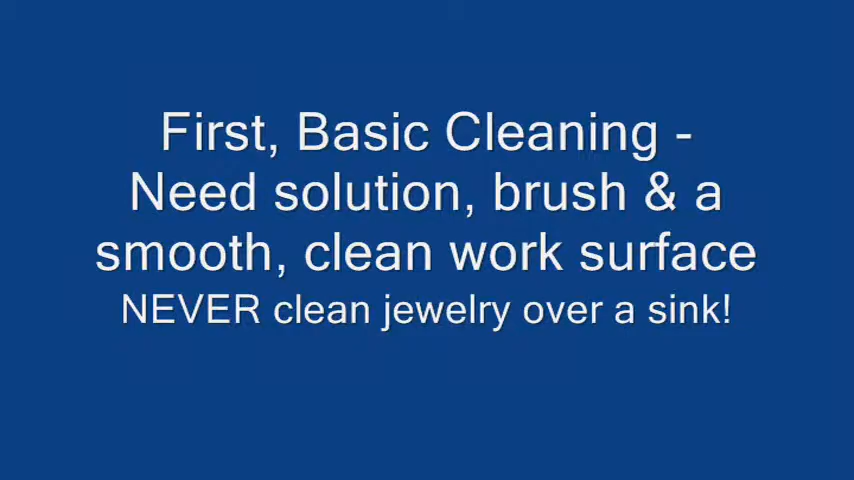 First, Basic Cleaning -
Need solution, brush & a
smooth, clean work surface
NEVER clean jewelry over a sink!